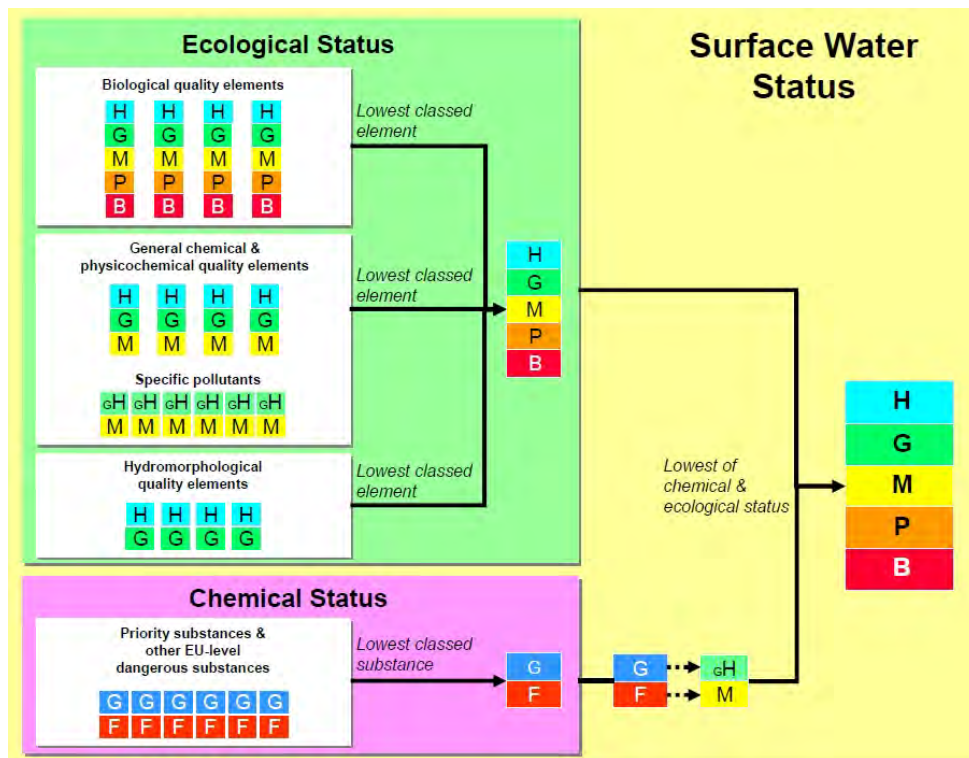 Surface Water
Status
Ecological Status
Biological quality elements
H H H H
G G G G
M M M M
P P P P
B B B B
Lowest classed
element
General chemical &
physicochemical quality elements
H H H H
G G G G
M M M M
Lowest classed
element
Specific pollutants
GH GH GH GH GH GH
M M M M M M
Hydromorphological
quality elements
H H H H
G G G G
Lowest classed
element
H
G
M
P
B
Chemical Status
Priority substances &
other EU-level
dangerous substances
G G G G G G
F F F F F F
Lowest classed
substance
G
F
G GH
F M
Lowest of
chemical &
ecological status
H
G
M
P
B